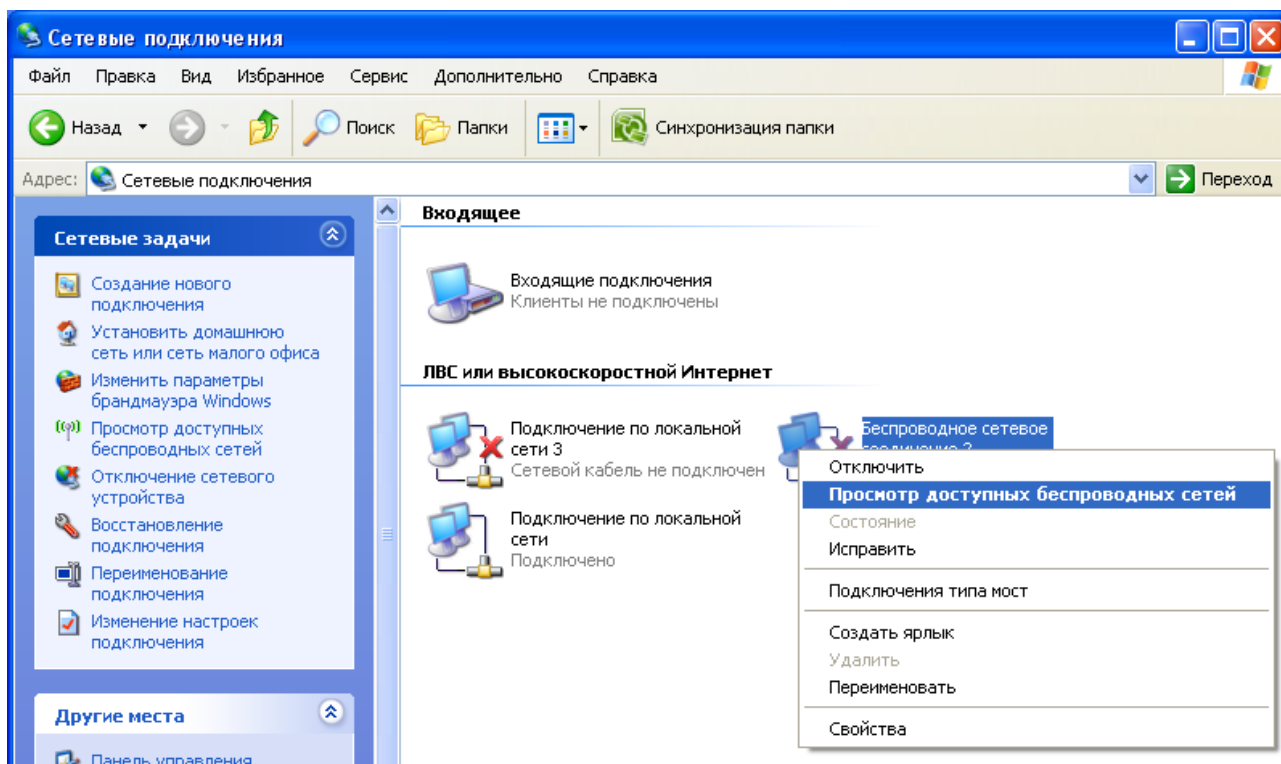 Сетевые подключения
Файл Правка Вид Избранное Сервис Дополнительно Справка
Назад Поиск Папки Синхронизация папки
Адрес: Сетевые подключения Переход
Сетевые задачи
Создание нового
подключения
Установить домашнюю
сеть или сеть малого офиса
Изменить параметры
брандмауэра Windows
Просмотр доступных
беспроводных сетей
Отключение сетевого
устройства
Восстановление
подключения
Переименование
подключения
Изменение настроек
подключения
Другие места
Панель управления
Входящее
Входящие подключения
Клиенты не подключены
ЛВС или высокоскоростной Интернет
Подключение по локальной
сети 3
Сетевой кабель не подключен
Беспроводное сетевое
соединение 2
Подключение по локальной
сети
Подключено
Отключить
Просмотр доступных беспроводных сетей
Состояние
Исправить
Подключения типа мост
Создать ярлык
Удалить
Переименовать
Свойства